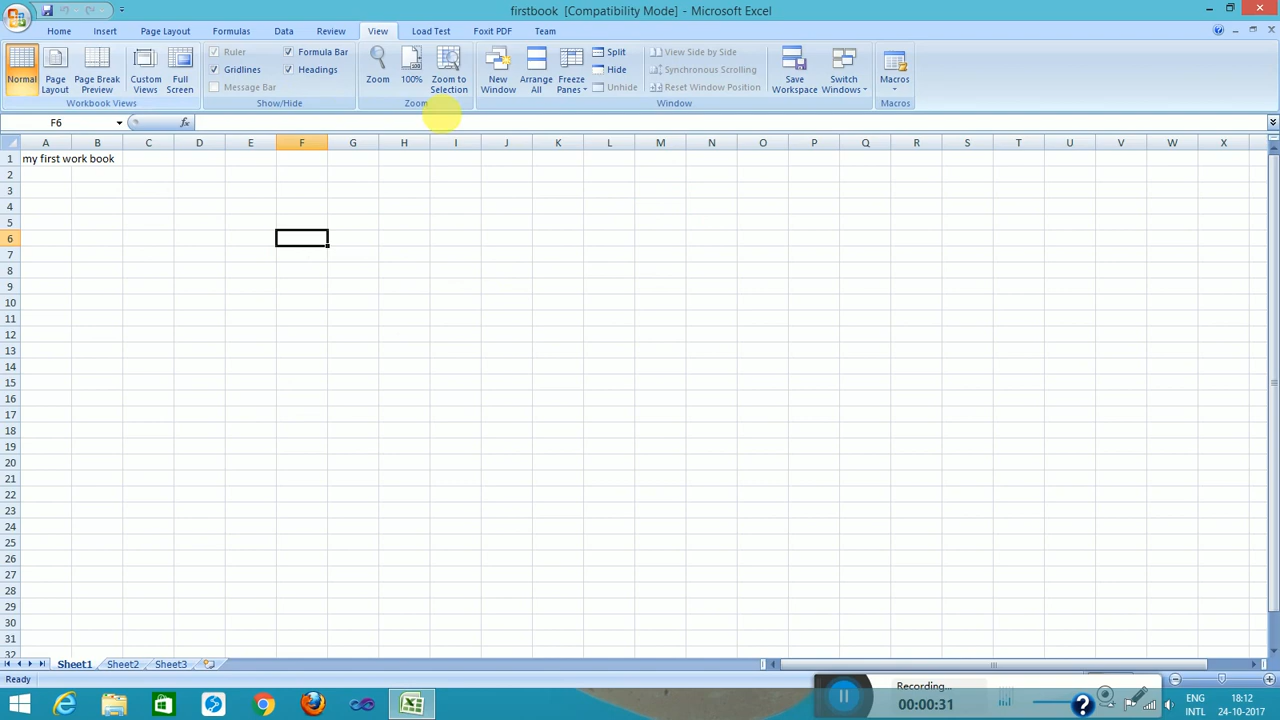 firstbook [Compatibility Mode] - Microsoft Excel
Home Insert Page Layout Formulas Data Review View Load Test Foxit PDF Team
Normal
Page Layout
Page Break Preview
Custom Views
Full Screen
Workbook Views
Ruler
Gridlines
Message Bar
Formula Bar
Headings
Show/Hide
Zoom
100%
Zoom to Selection
Zoom
New Window
Arrange All
Freeze Panes
Split
Hide
Unhide
View Side by Side
Synchronous Scrolling
Reset Window Position
Save Workspace
Switch Windows
Window
Macros
Macros
F6
fx
A B C D E F G H I J K L M N O P Q R S T U V W X
1 my first work book
2
3
4
5
6
7
8
9
10
11
12
13
14
15
16
17
18
19
20
21
22
23
24
25
26
27
28
29
30
31
32
Sheet1 Sheet2 Sheet3
Ready
Recording...
00:00:31
ENG
INTL
18:12
24-10-2017